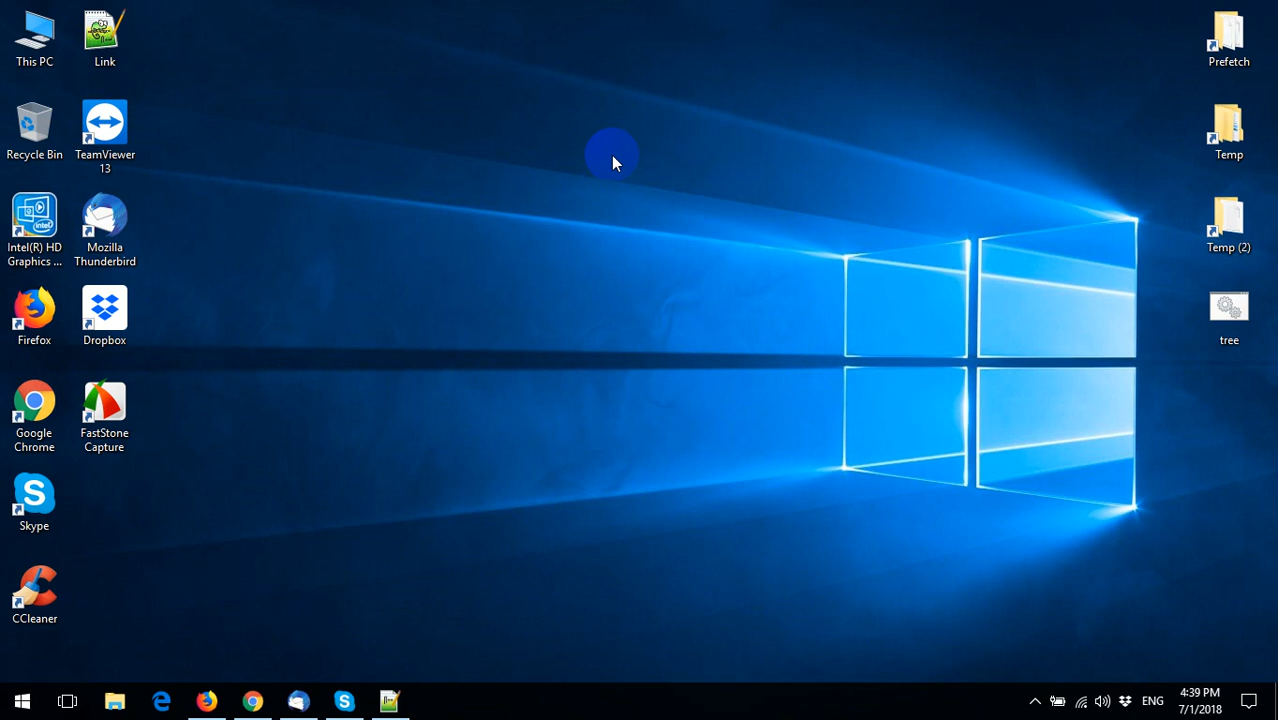 This PC
Link
Recycle Bin
TeamViewer
13
Intel(R) HD
Graphics ...
Mozilla
Thunderbird
Firefox
Dropbox
Google
Chrome
FastStone
Capture
Skype
CCleaner
Prefetch
Temp
Temp (2)
tree
ENG
4:39 PM
7/1/2018